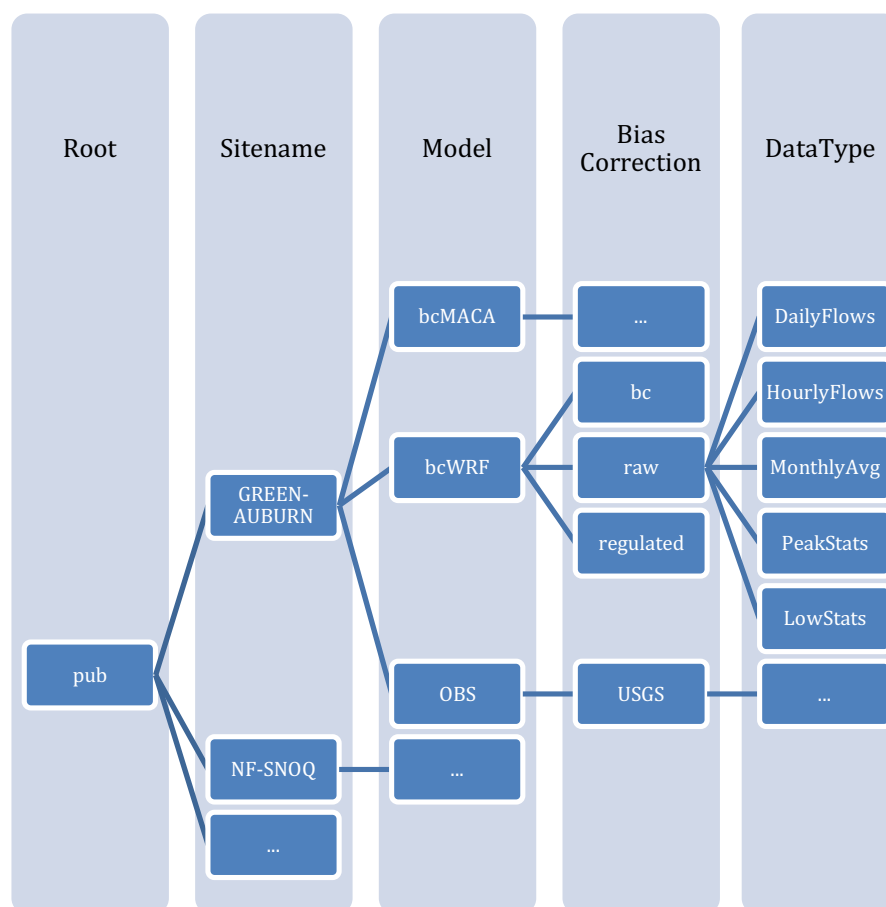 Root
Sitename
Model
Bias
Correction
DataType
bcMACA
...
DailyFlows
bc
HourlyFlows
GREEN-
AUBURN
bcWRF
raw
MonthlyAvg
regulated
PeakStats
LowStats
pub
OBS
USGS
...
NF-SNOQ
...
...